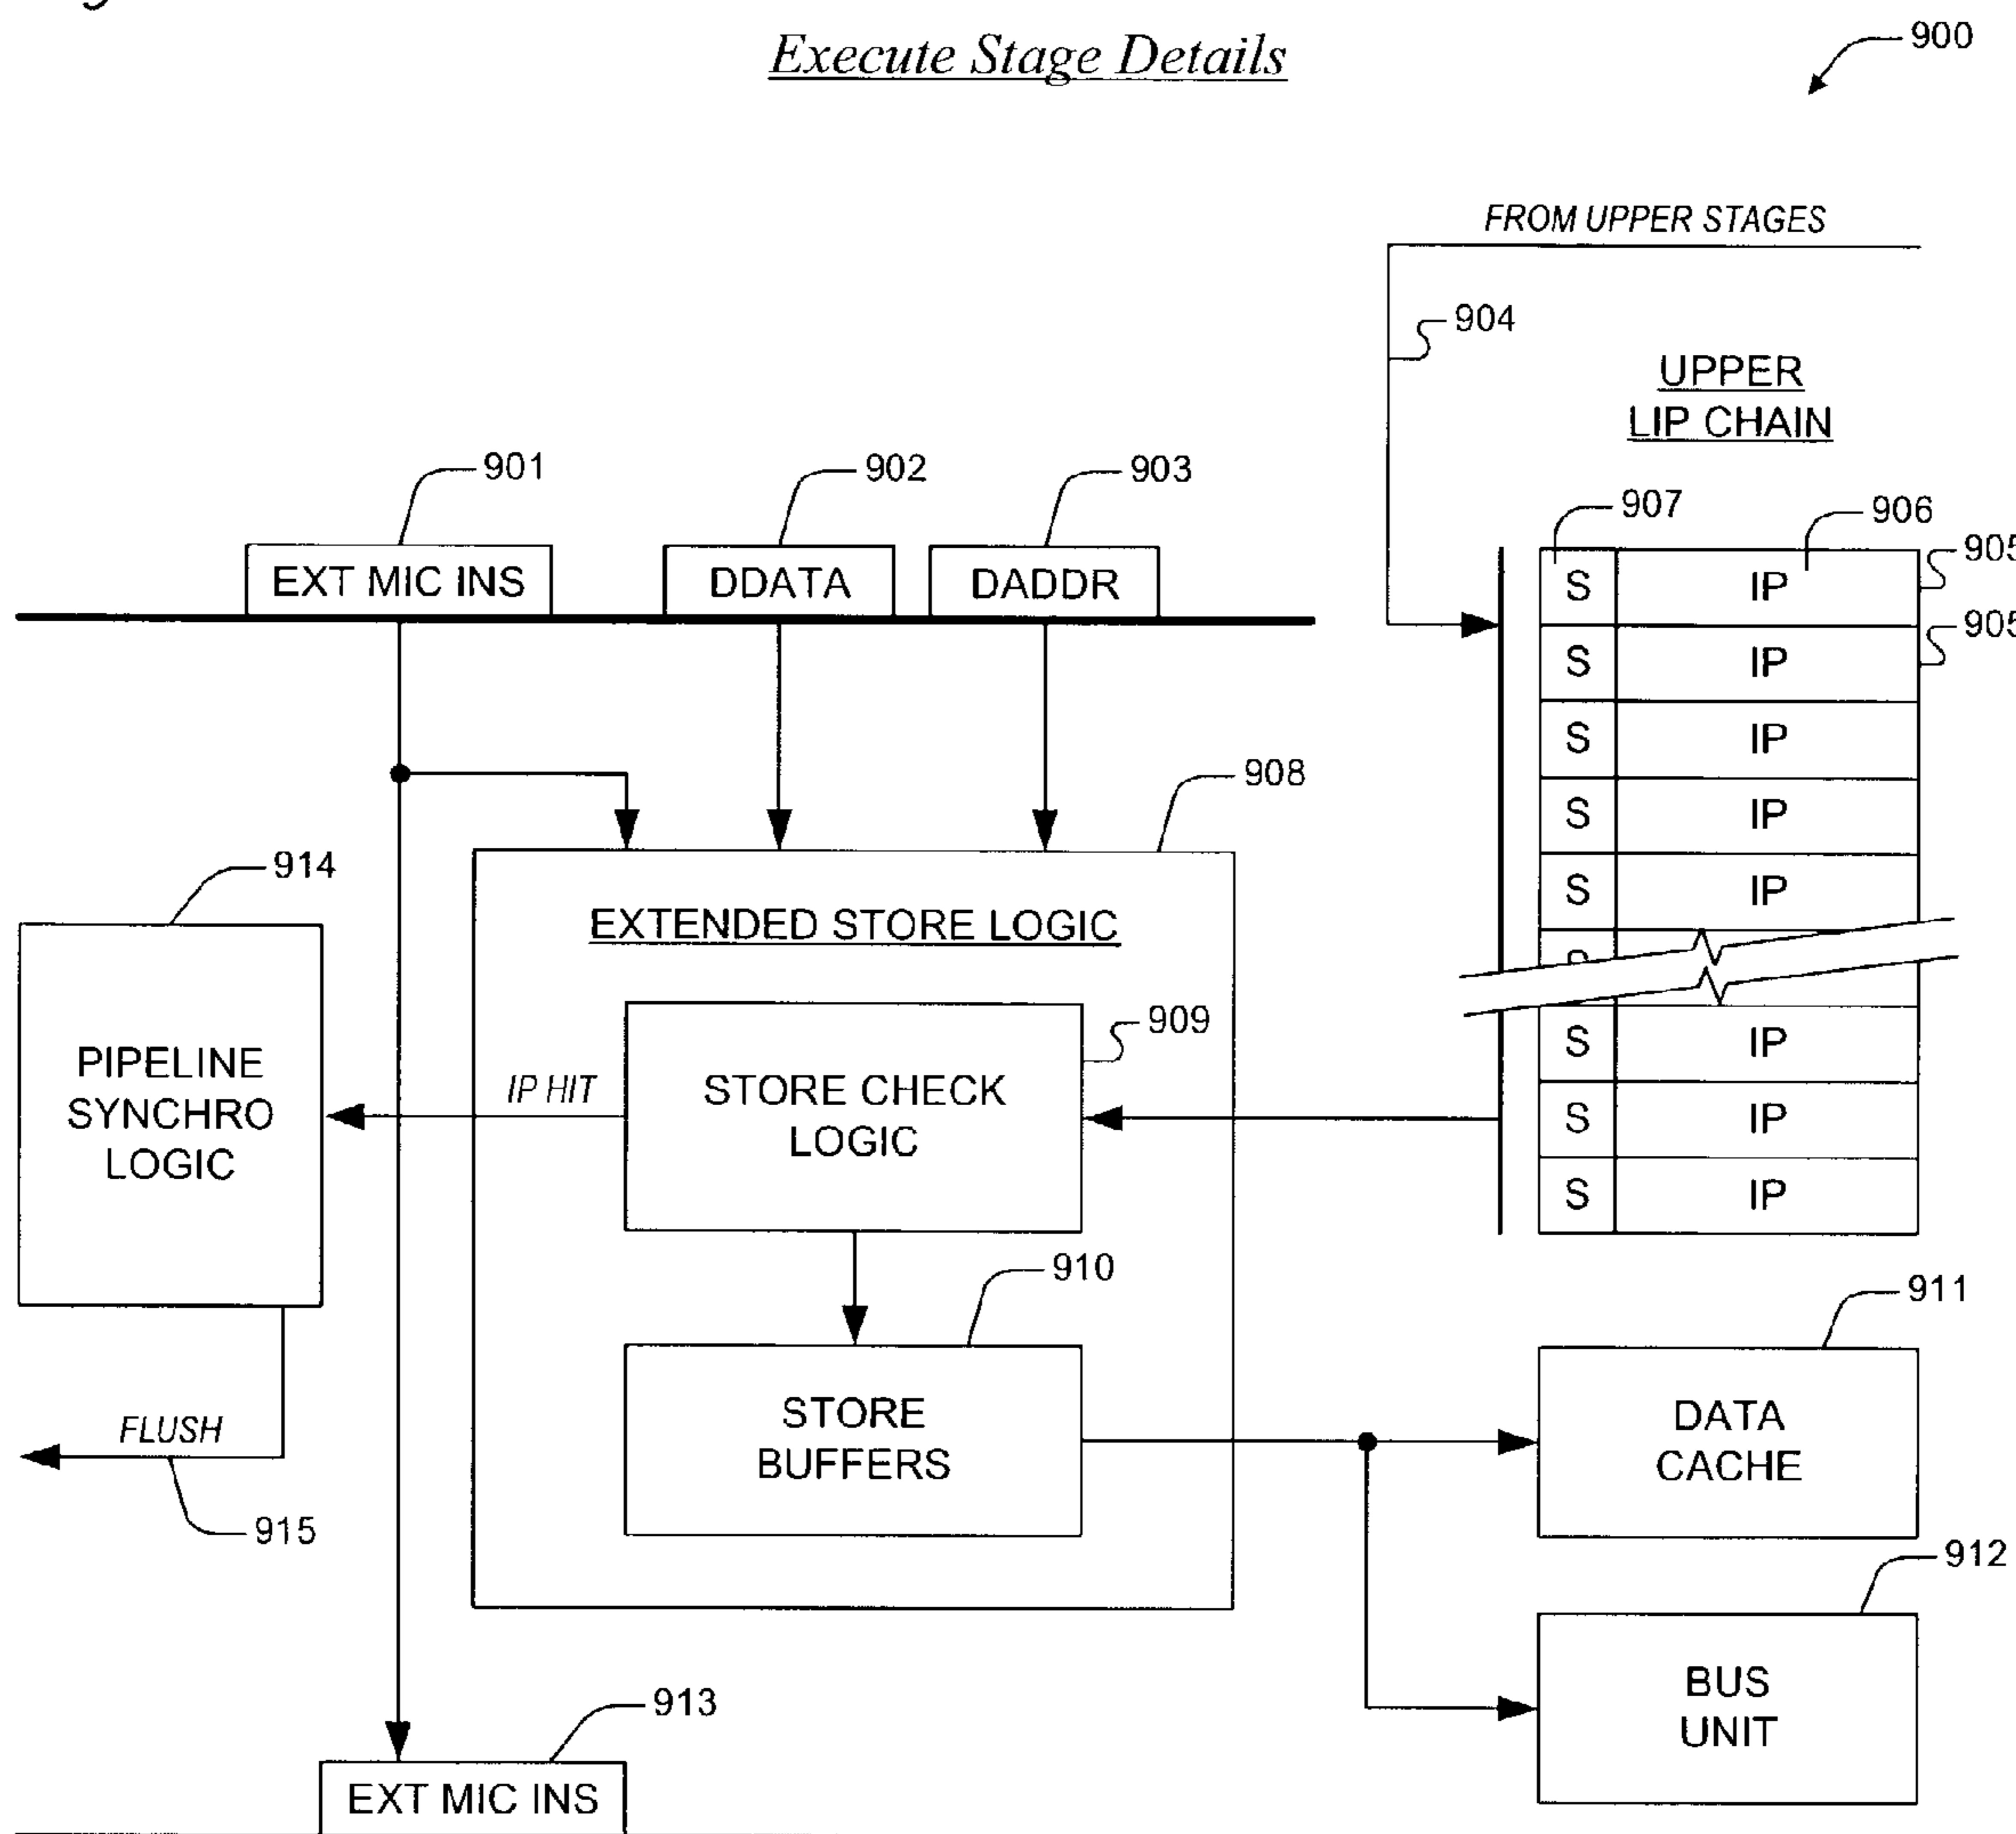 Execute Stage Details
900
FROM UPPER STAGES
904
UPPER
LIP CHAIN
901
902
903
907
906
EXT MIC INS
DDATA
DADDR
S IP
905
S IP
905
S IP
S IP
S IP
S IP
S IP
S IP
908
914
EXTENDED STORE LOGIC
PIPELINE
SYNCHRO
LOGIC
IP HIT
STORE CHECK
LOGIC
909
910
STORE
BUFFERS
911
DATA
CACHE
FLUSH
915
912
BUS
UNIT
913
EXT MIC INS